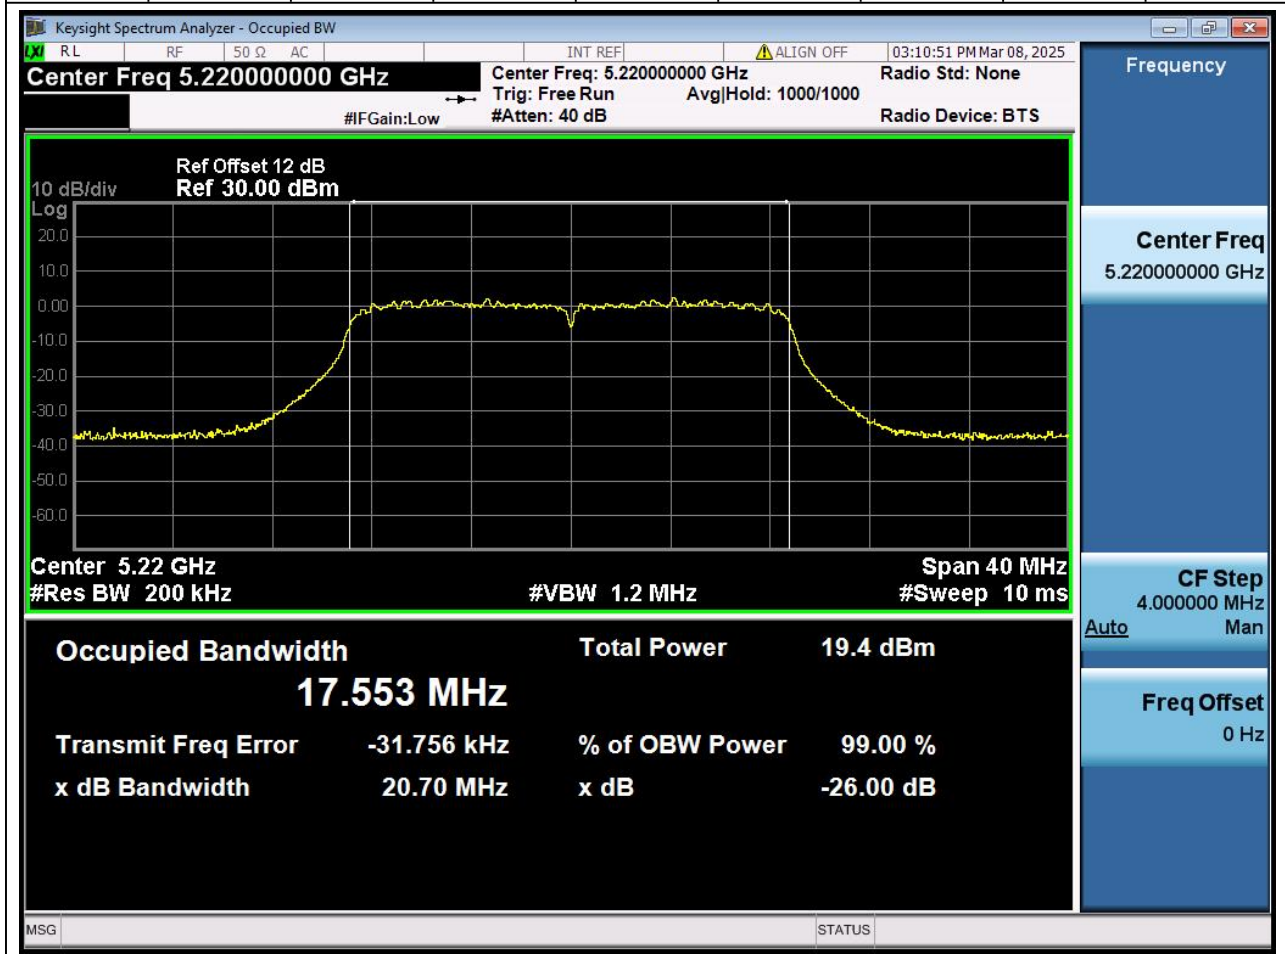 Keysight Spectrum Analyzer - Occupied BW
LXI RL RF 50 Ω AC INT REF ALIGN OFF 03:10:51 PM Mar 08, 2025
Center Freq 5.220000000 GHz
Center Freq: 5.220000000 GHz Radio Std: None
Trig: Free Run Avg|Hold: 1000/1000
#IFGain:Low #Atten: 40 dB Radio Device: BTS
Ref Offset 12 dB
10 dB/div Ref 30.00 dBm
Log
20.0
10.0
0.00
-10.0
-20.0
-30.0
-40.0
-50.0
-60.0
Center 5.22 GHz Span 40 MHz
#Res BW 200 kHz #VBW 1.2 MHz #Sweep 10 ms
Occupied Bandwidth Total Power 19.4 dBm
17.553 MHz
Transmit Freq Error -31.756 kHz % of OBW Power 99.00 %
x dB Bandwidth 20.70 MHz x dB -26.00 dB
MSG STATUS
Frequency
Center Freq
5.220000000 GHz
CF Step
4.000000 MHz
Auto Man
Freq Offset
0 Hz